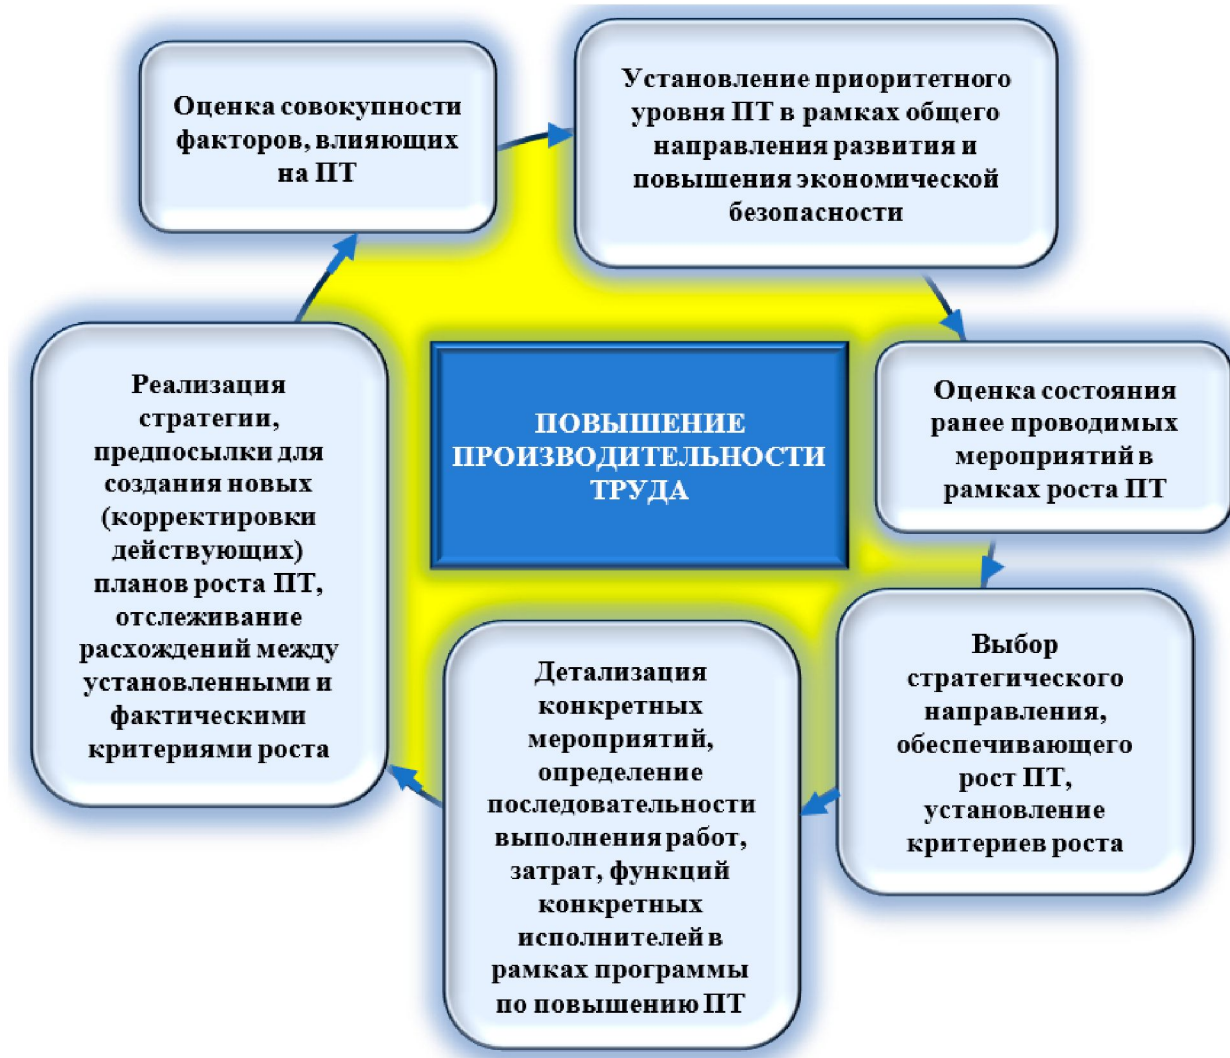 Оценка совокупности
факторов, влияющих
на ПТ
Установление приоритетного
уровня ПТ в рамках общего
направления развития и
повышения экономической
безопасности
Оценка состояния
ранее проводимых
мероприятий в
рамках роста ПТ
Выбор
стратегического
направления,
обеспечивающего
рост ПТ,
установление
критериев роста
Детализация
конкретных
мероприятий,
определение
последовательности
выполнения работ,
затрат, функций
конкретных
исполнителей в
рамках программы
по повышению ПТ
Реализация
стратегии,
предпосылки для
создания новых
(корректировки
действующих)
планов роста ПТ,
отслеживание
расхождений между
установленными и
фактическими
критериями роста
ПОВЫШЕНИЕ
ПРОИЗВОДИТЕЛЬНОСТИ
ТРУДА